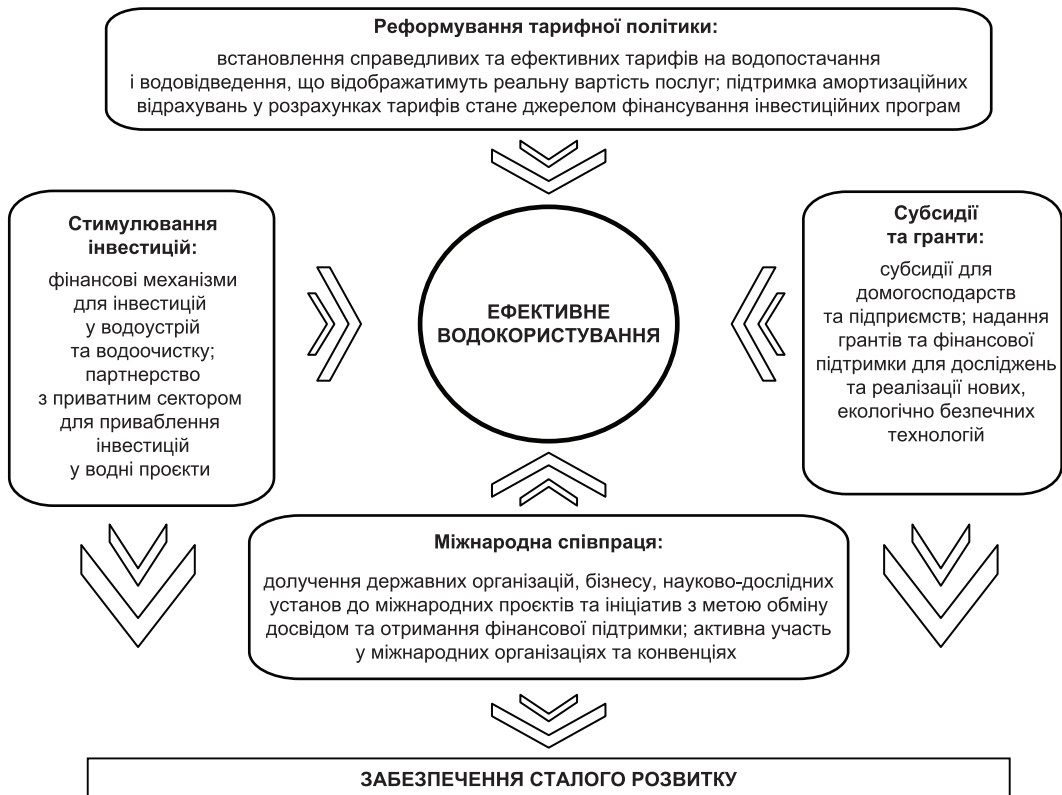 Реформування тарифної політики:
встановлення справедливих та ефективних тарифів на водопостачання
і водовідведення, що відображатимуть реальну вартість послуг; підтримка амортизаційних
відрахувань у розрахунках тарифів стане джерелом фінансування інвестиційних програм
Стимулювання
інвестицій:
фінансові механізми
для інвестицій
у водоустрій
та водоочистку;
партнерство
з приватним сектором
для приваблення
інвестицій
у водні проєкти
ЕФЕКТИВНЕ
ВОДОКОРИСТУВАННЯ
Субсидії
та гранти:
субсидії для
домогосподарств
та підприємств; надання
грантів та фінансової
підтримки для досліджень
та реалізації нових,
екологічно безпечних
технологій
Міжнародна співпраця:
долучення державних організацій, бізнесу, науково-дослідних
установ до міжнародних проєктів та ініціатив з метою обміну
досвідом та отримання фінансової підтримки; активна участь
у міжнародних організаціях та конвенціях
ЗАБЕЗПЕЧЕННЯ СТАЛОГО РОЗВИТКУ